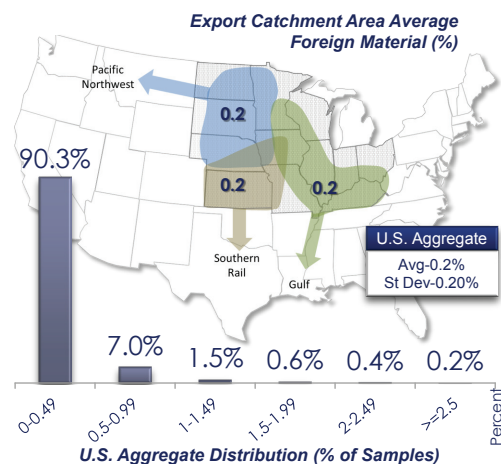 Export Catchment Area Average
Foreign Material (%)
Pacific
Northwest
0.2
0.2
0.2
Southern
Rail
Gulf
U.S. Aggregate
Avg-0.2%
St Dev-0.20%
90.3%
7.0%
1.5%
0.6%
0.4%
0.2%
0-0.49
0.5-0.99
1-1.49
1.5-1.99
2-2.49
>=2.5
Percent
U.S. Aggregate Distribution (% of Samples)